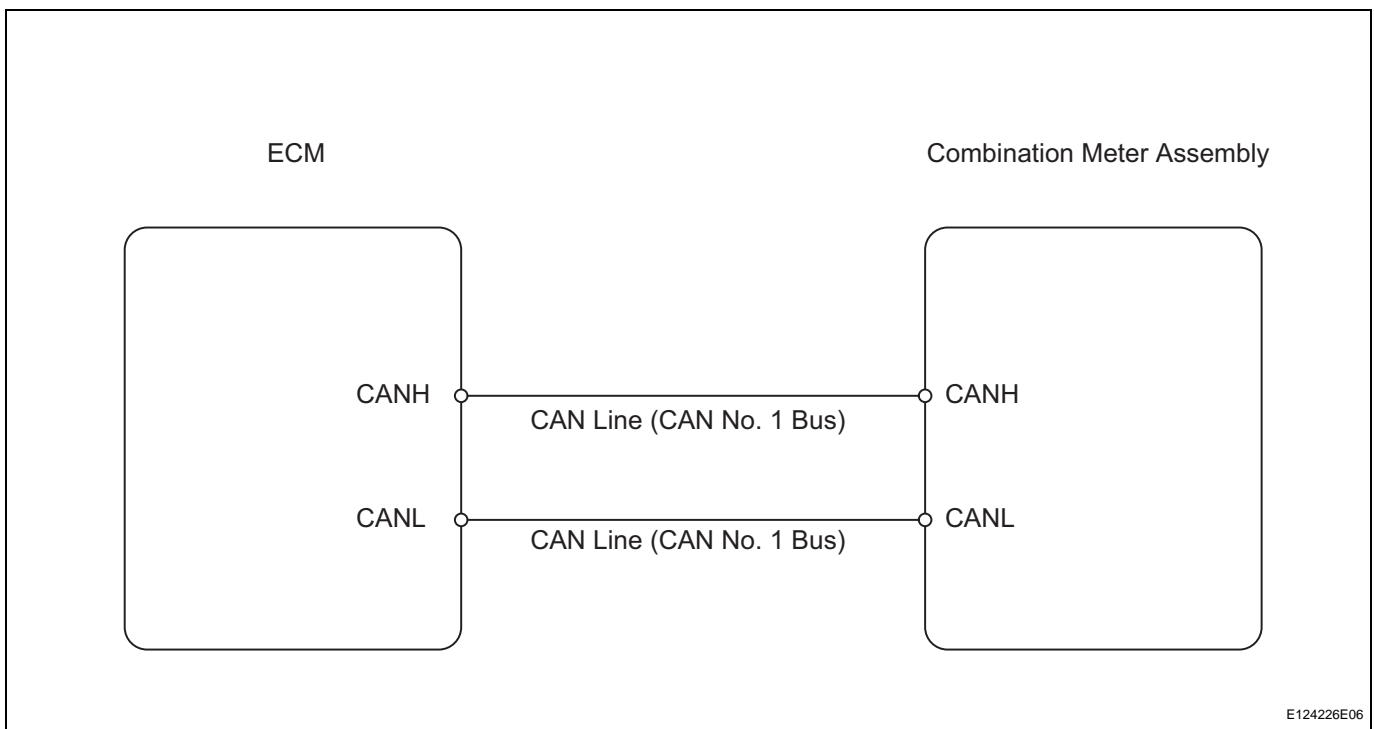 ECM
Combination Meter Assembly
CANH
CANH
CAN Line (CAN No. 1 Bus)
CANL
CANL
CAN Line (CAN No. 1 Bus)
E124226E06